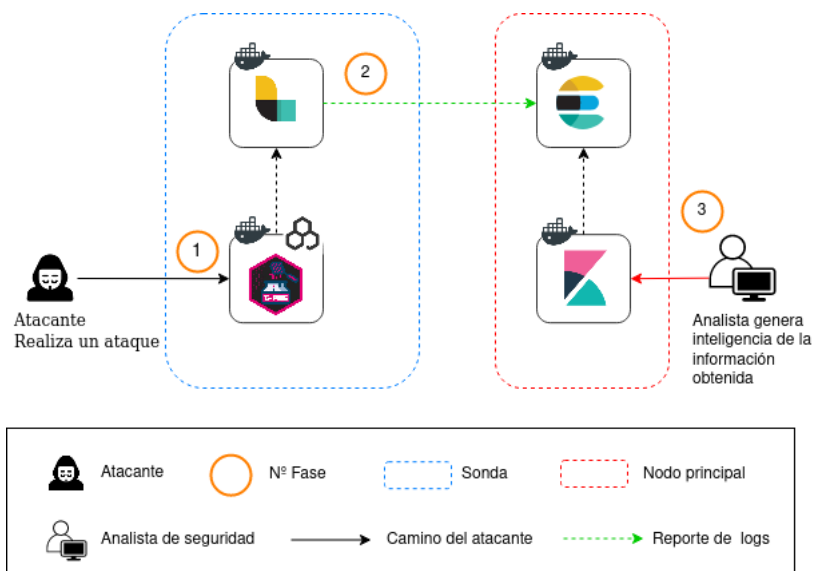 2
1
3
Atacante
Realiza un ataque
Analista genera
inteligencia de la
información
obtenida
Atacante
Nº Fase
Sonda
Nodo principal
Analista de seguridad
Camino del atacante
Reporte de logs